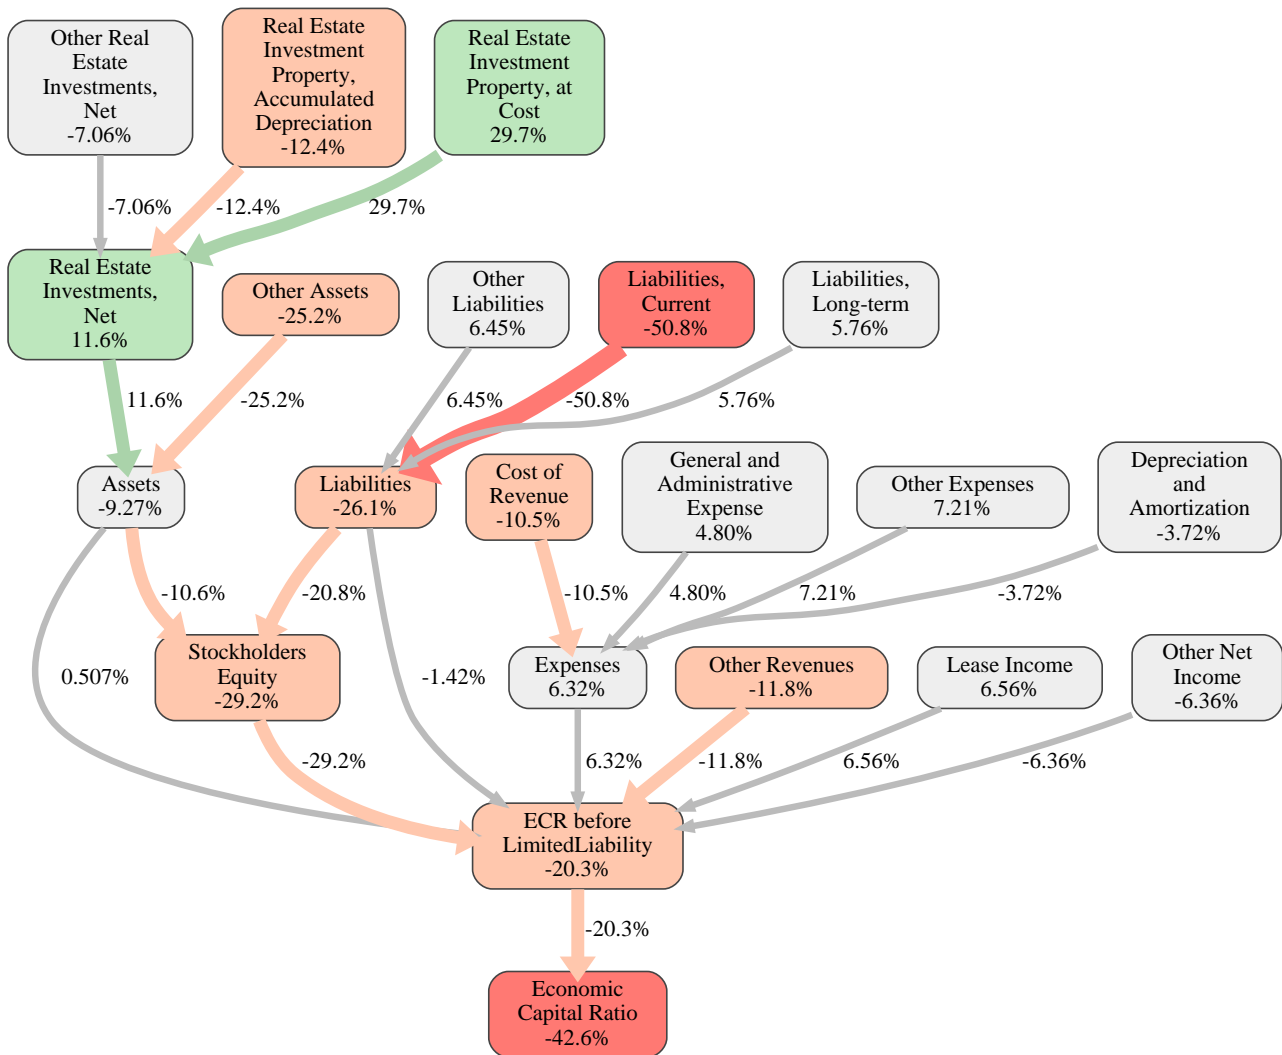 Other Real
Estate
Investments,
Net
-7.06%
Real Estate
Investment
Property,
Accumulated
Depreciation
-12.4%
Real Estate
Investment
Property, at
Cost
29.7%
-7.06%
-12.4%
29.7%
Real Estate
Investments,
Net
11.6%
Other Assets
-25.2%
Other
Liabilities
6.45%
Liabilities,
Current
-50.8%
Liabilities,
Long-term
5.76%
11.6%
-25.2%
6.45%
-50.8%
5.76%
Assets
-9.27%
Liabilities
-26.1%
Cost of
Revenue
-10.5%
General and
Administrative
Expense
4.80%
Other Expenses
7.21%
Depreciation
and
Amortization
-3.72%
-10.6%
-20.8%
-10.5%
4.80%
7.21%
-3.72%
0.507%
Stockholders
Equity
-29.2%
-1.42%
Expenses
6.32%
Other Revenues
-11.8%
Lease Income
6.56%
Other Net
Income
-6.36%
-29.2%
6.32%
-11.8%
6.56%
-6.36%
ECR before
LimitedLiability
-20.3%
-20.3%
Economic
Capital Ratio
-42.6%